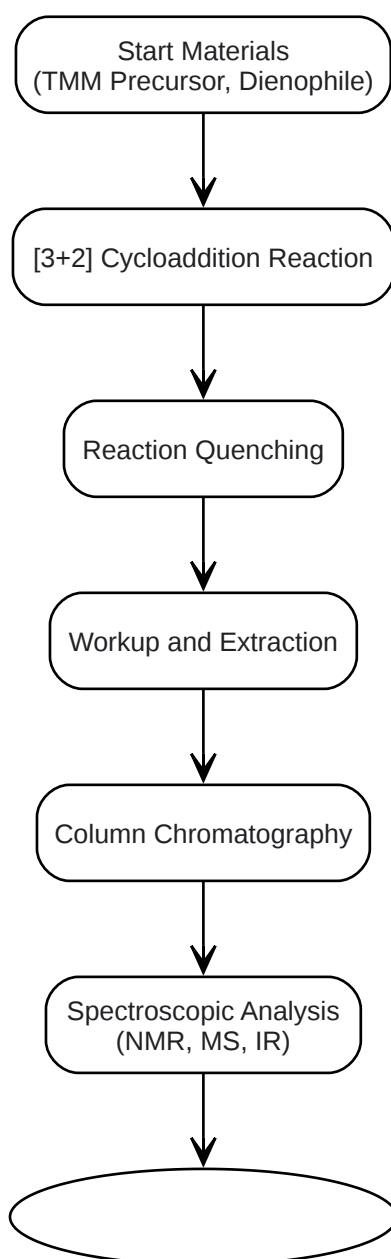 Start Materials
(TMM Precursor, Dienophile)
[3+2] Cycloaddition Reaction
Reaction Quenching
Workup and Extraction
Column Chromatography
Spectroscopic Analysis
(NMR, MS, IR)